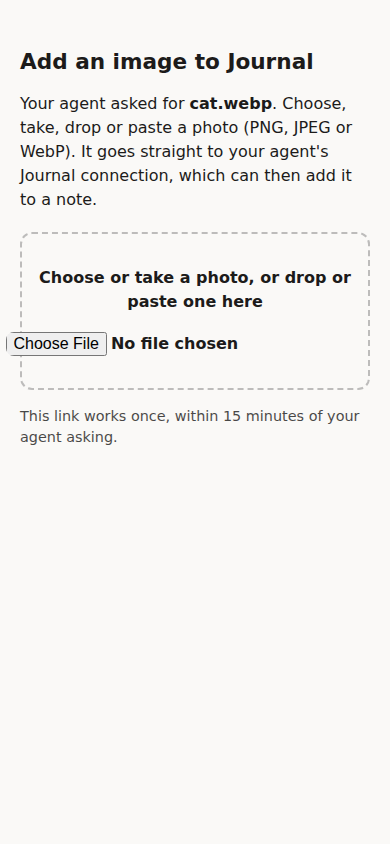 Add an image to Journal
Your agent asked for cat.webp. Choose,
take, drop or paste a photo (PNG, JPEG or
WebP). It goes straight to your agent's
Journal connection, which can then add it
to a note.
Choose or take a photo, or drop or
paste one here
Choose File No file chosen
This link works once, within 15 minutes of your
agent asking.